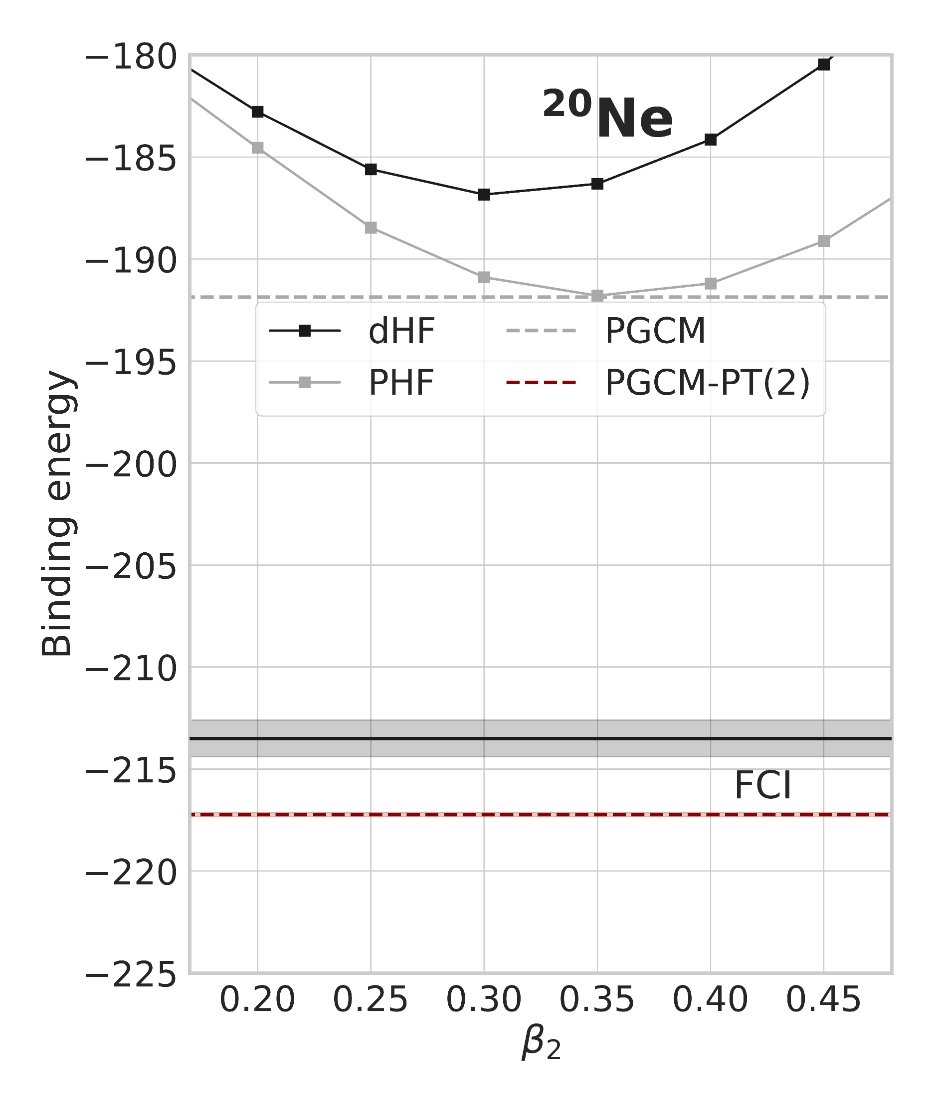 −180
−185
−190
−195
−200
−205
−210
−215
−220
−225
Binding energy
²⁰Ne
dHF
PHF
PGCM
PGCM-PT(2)
FCI
0.20 0.25 0.30 0.35 0.40 0.45
β₂